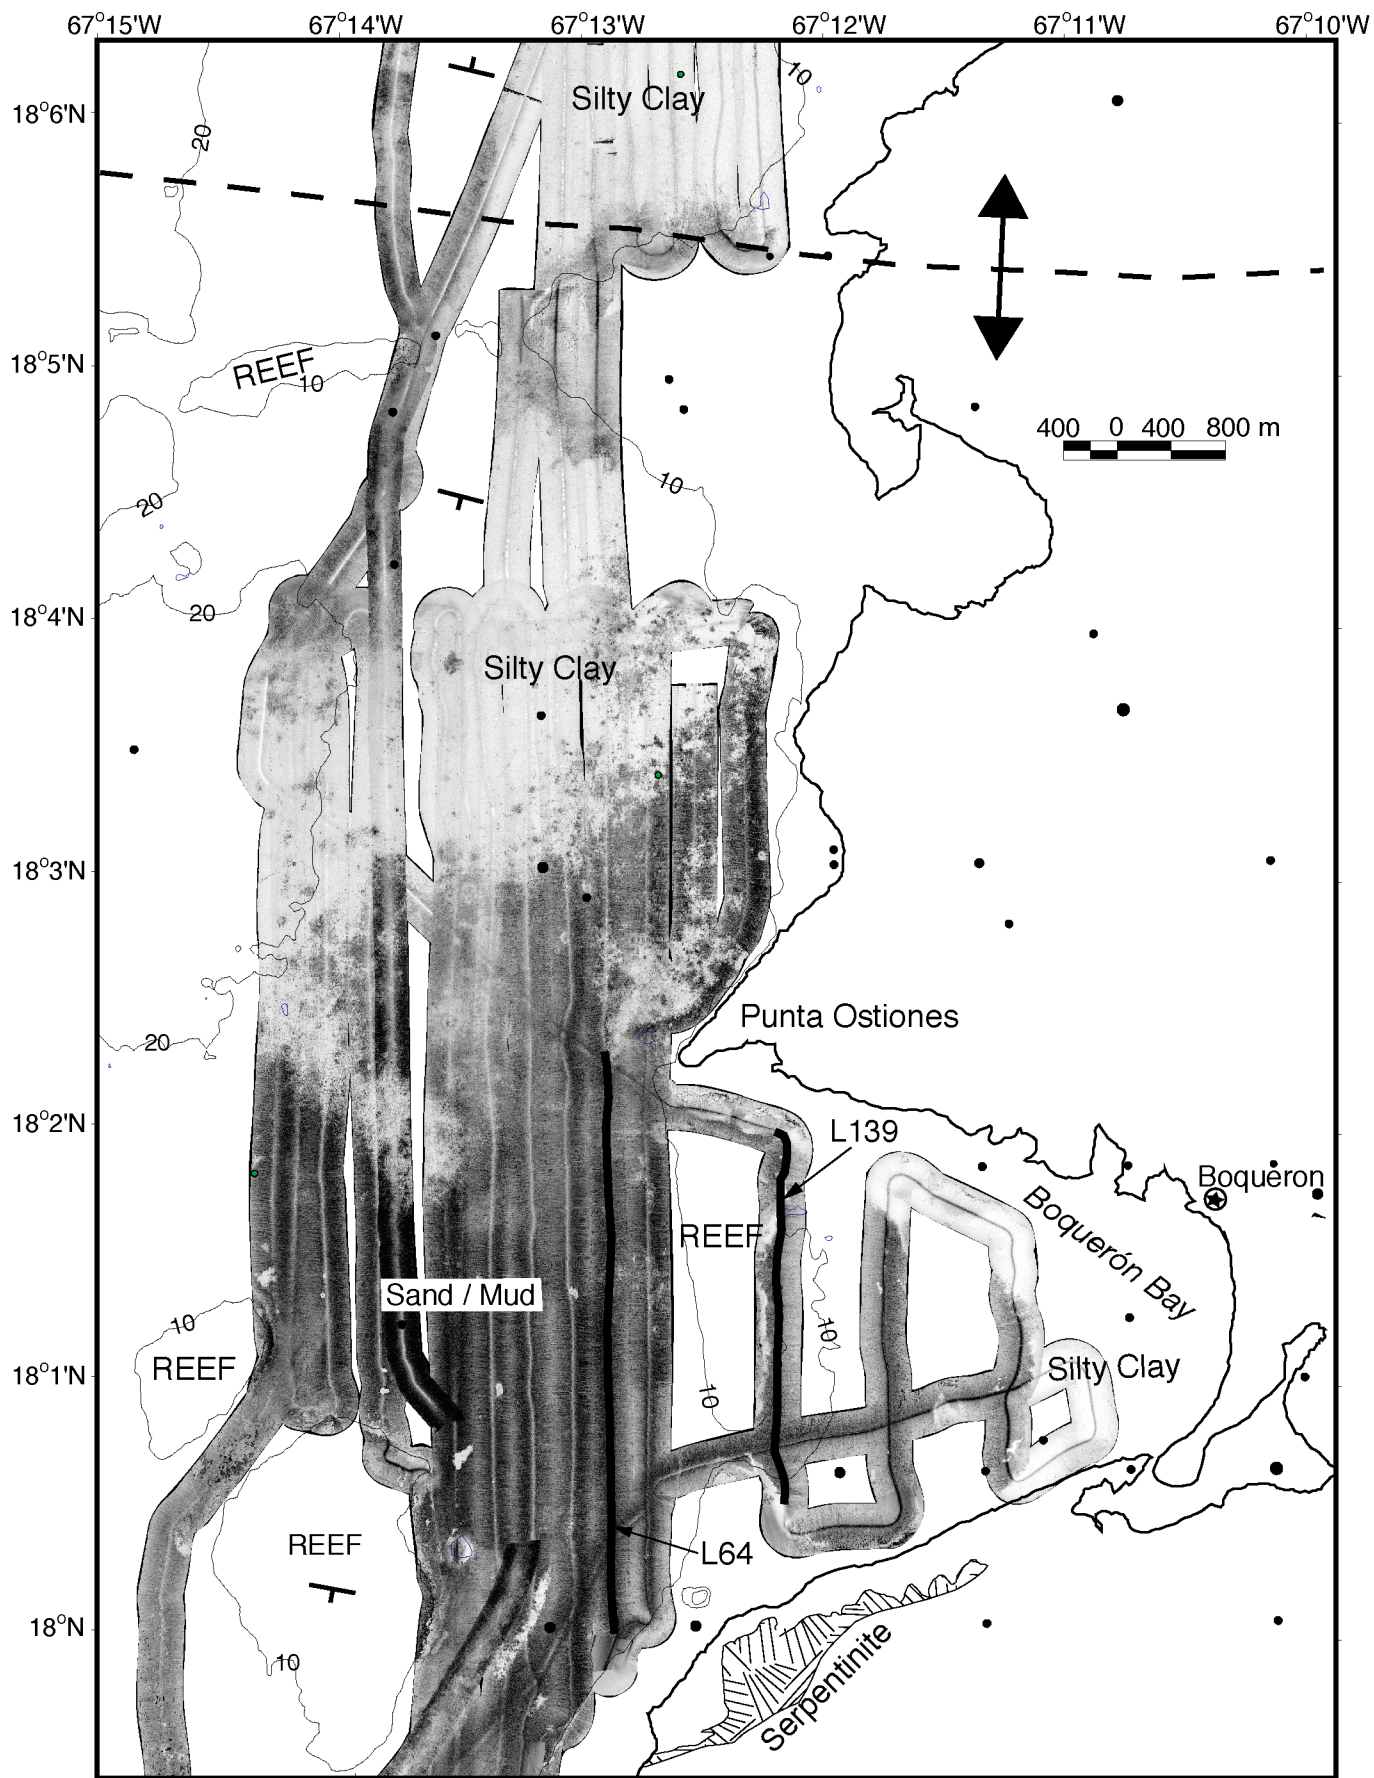 67°15'W 67°14'W 67°13'W 67°12'W 67°11'W 67°10'W
10
Silty Clay
18°6'N
20
18°5'N
REEF
10
400 0 400 800 m
10
20
20
18°4'N
Silty Clay
18°3'N
Punta Ostiones
20
18°2'N
L139
Boqueron
Boquerón Bay
REEF
Sand / Mud
10
10
REEF
Silty Clay
18°1'N
10
REEF
L64
18°N
Serpentinite
10